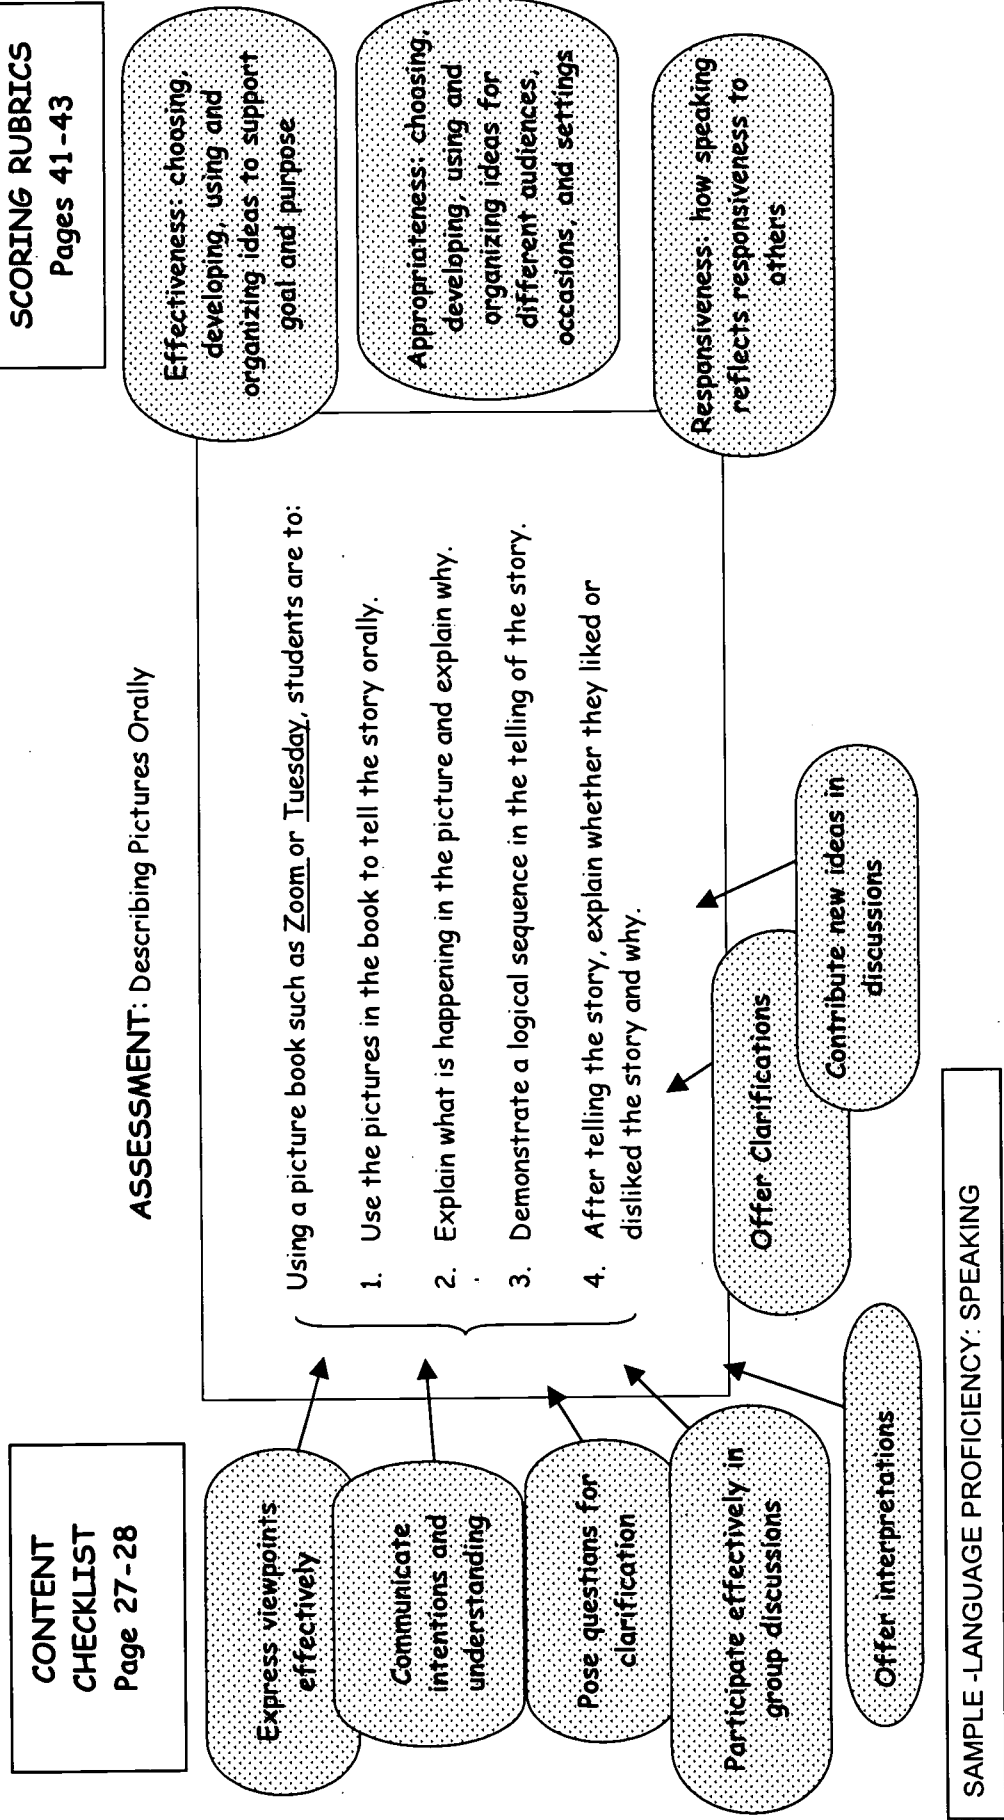 CONTENT
CHECKLIST
Page 27-28
ASSESSMENT: Describing Pictures Orally
SCORING RUBRICS
Pages 41-43
Express viewpoints
effectively
Communicate
intentions and
understanding
Pose questions for
clarification
Participate effectively in
group discussions
Offer interpretations
Using a picture book such as Zoom or Tuesday, students are to:
1. Use the pictures in the book to tell the story orally.
2. Explain what is happening in the picture and explain why.
3. Demonstrate a logical sequence in the telling of the story.
4. After telling the story, explain whether they liked or
disliked the story and why.
Offer Clarifications
Contribute new ideas in
discussions
Effectiveness: choosing,
developing, using and
organizing ideas to support
goal and purpose
Appropriateness: choosing,
developing, using and
organizing ideas for
different audiences,
occasions, and settings
Responsiveness: how speaking
reflects responsiveness to
others
SAMPLE -LANGUAGE PROFICIENCY: SPEAKING